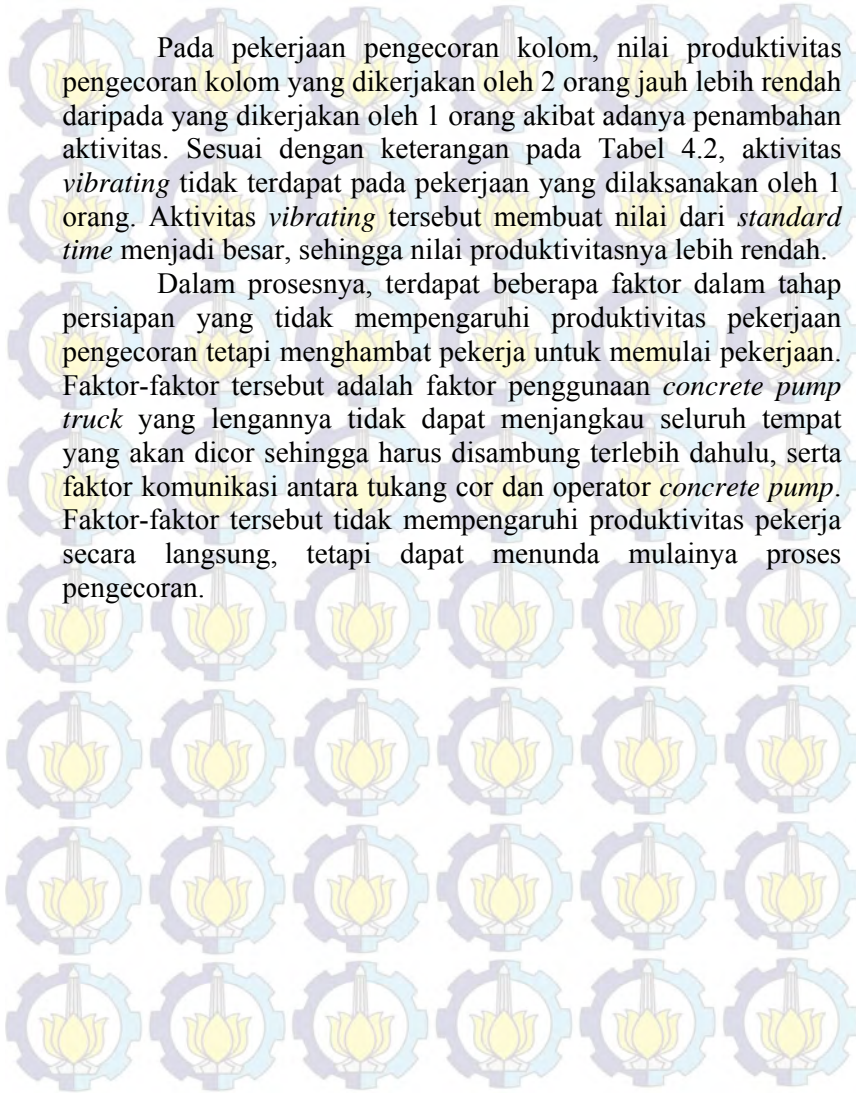 Pada pekerjaan pengecoran kolom, nilai produktivitas
pengecoran kolom yang dikerjakan oleh 2 orang jauh lebih rendah
daripada yang dikerjakan oleh 1 orang akibat adanya penambahan
aktivitas. Sesuai dengan keterangan pada Tabel 4.2, aktivitas
vibrating tidak terdapat pada pekerjaan yang dilaksanakan oleh 1
orang. Aktivitas vibrating tersebut membuat nilai dari standard
time menjadi besar, sehingga nilai produktivitasnya lebih rendah.
Dalam prosesnya, terdapat beberapa faktor dalam tahap
persiapan yang tidak mempengaruhi produktivitas pekerjaan
pengecoran tetapi menghambat pekerja untuk memulai pekerjaan.
Faktor-faktor tersebut adalah faktor penggunaan concrete pump
truck yang lengannya tidak dapat menjangkau seluruh tempat
yang akan dicor sehingga harus disambung terlebih dahulu, serta
faktor komunikasi antara tukang cor dan operator concrete pump.
Faktor-faktor tersebut tidak mempengaruhi produktivitas pekerja
secara langsung, tetapi dapat menunda mulainya proses
pengecoran.